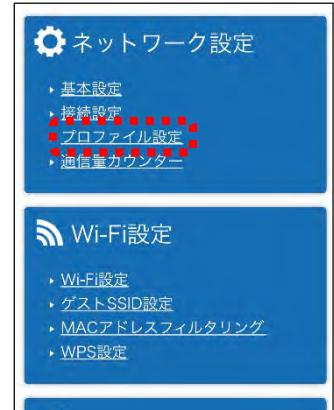 ネットワーク設定
基本設定
接続設定
プロファイル設定
通信量カウンター
Wi-Fi設定
Wi-Fi設定
ゲストSSID設定
MACアドレスフィルタリング
WPS設定